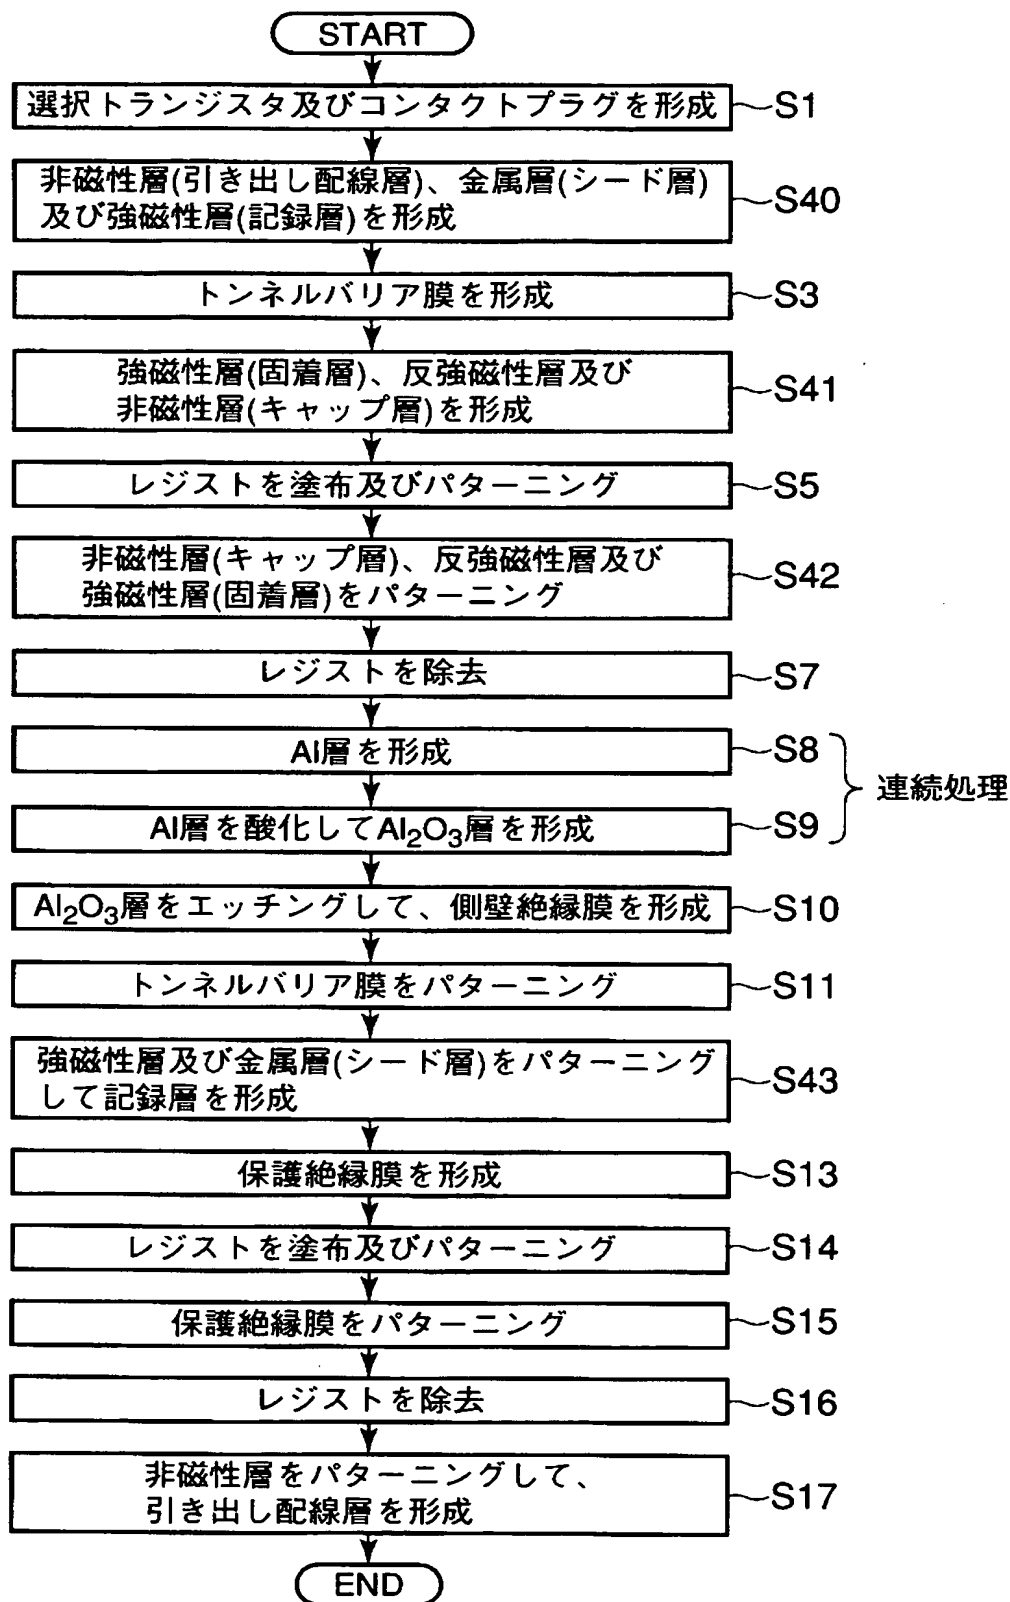 START
選択トランジスタ及びコンタクトプラグを形成
S1
非磁性層(引き出し配線層)、金属層(シード層)
及び強磁性層(記録層)を形成
S40
トンネルバリア膜を形成
S3
強磁性層(固着層)、反強磁性層及び
非磁性層(キャップ層)を形成
S41
レジストを塗布及びパターニング
S5
非磁性層(キャップ層)、反強磁性層及び
強磁性層(固着層)をパターニング
S42
レジストを除去
S7
Al層を形成
S8
連続処理
Al層を酸化してAl2O3層を形成
S9
Al2O3層をエッチングして、側壁絶縁膜を形成
S10
トンネルバリア膜をパターニング
S11
強磁性層及び金属層(シード層)をパターニング
して記録層を形成
S43
保護絶縁膜を形成
S13
レジストを塗布及びパターニング
S14
保護絶縁膜をパターニング
S15
レジストを除去
S16
非磁性層をパターニングして、
引き出し配線層を形成
S17
END